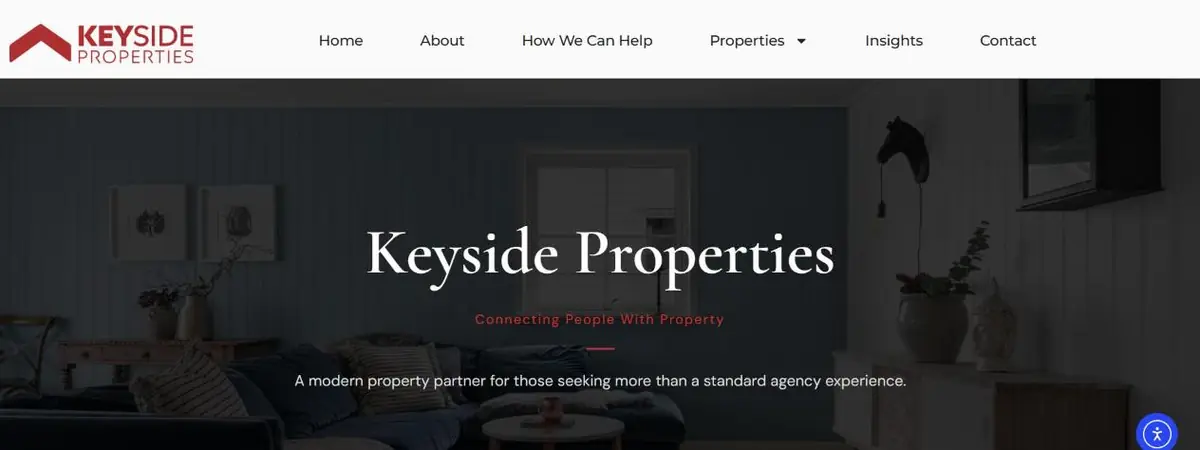 KEYSIDE
PROPERTIES
Home About How We Can Help Properties Insights Contact
Keyside Properties
Connecting People With Property
A modern property partner for those seeking more than a standard agency experience.